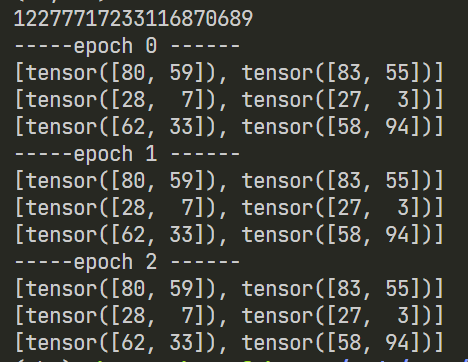 12277717233116870689
-----epoch 0 ------
[tensor([80, 59]), tensor([83, 55])]
[tensor([28,  7]), tensor([27,  3])]
[tensor([62, 33]), tensor([58, 94])]
-----epoch 1 ------
[tensor([80, 59]), tensor([83, 55])]
[tensor([28,  7]), tensor([27,  3])]
[tensor([62, 33]), tensor([58, 94])]
-----epoch 2 ------
[tensor([80, 59]), tensor([83, 55])]
[tensor([28,  7]), tensor([27,  3])]
[tensor([62, 33]), tensor([58, 94])]